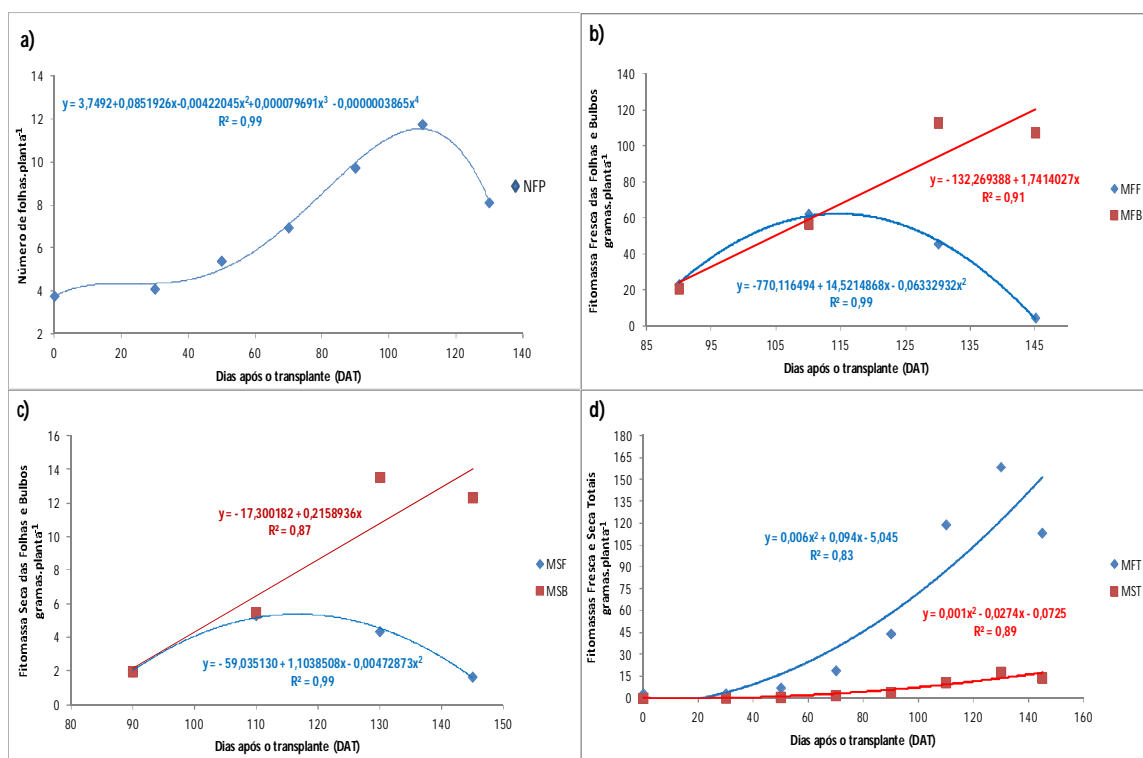 a)
Número de folhas.planta⁻¹
14
12
10
8
6
4
2
y = 3,7492+0,0851926x-0,00422045x²+0,000079691x³ -0,0000003865x⁴
R² = 0,99
NFP
0 20 40 60 80 100 120 140
Dias após o transplante (DAT)
b)
Fitomassa Fresca das Folhas e Bulbos
gramas.planta⁻¹
140
120
100
80
60
40
20
0
y = - 132,269388 + 1,7414027x
R² = 0,91
y = -770,116494 + 14,5214868x - 0,06332932x²
R² = 0,99
MFF
MFB
85 95 105 115 125 135 145
Dias após o transplante (DAT)
c)
Fitomassa Seca das Folhas e Bulbos
gramas.planta⁻¹
16
14
12
10
8
6
4
2
0
y = - 17,300182 + 0,2158936x
R² = 0,87
y = - 59,035130 + 1,1038508x - 0,00472873x²
R² = 0,99
MSF
MSB
80 90 100 110 120 130 140 150
Dias após o transplante (DAT)
d)
Fitomassas Fresca e Seca Totais
gramas.planta⁻¹
180
165
150
135
120
105
90
75
60
45
30
15
0
y = 0,006x² + 0,094x - 5,045
R² = 0,83
y = 0,001x² - 0,0274x - 0,0725
R² = 0,89
MFT
MST
0 20 40 60 80 100 120 140 160
Dias após o transplante (DAT)